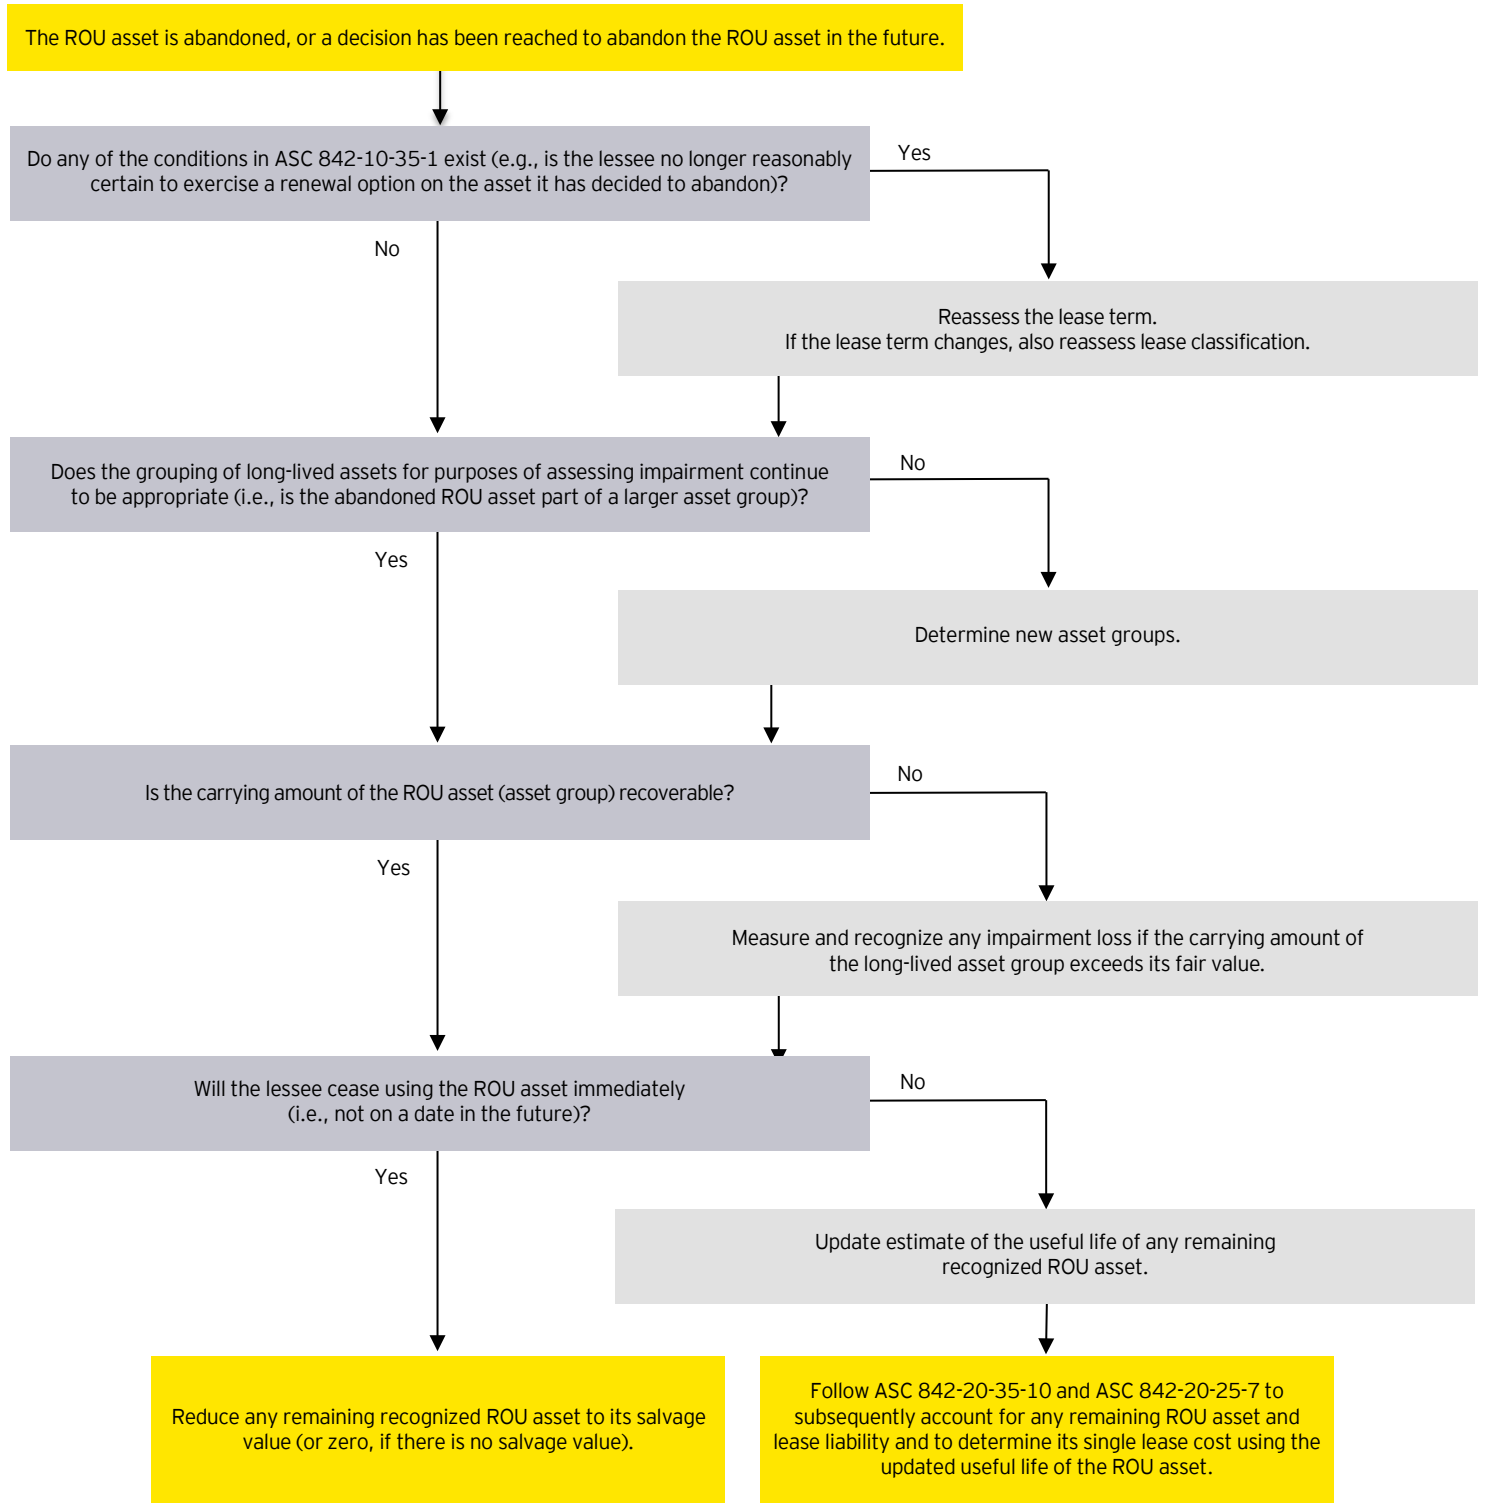 The ROU asset is abandoned, or a decision has been reached to abandon the ROU asset in the future.
Do any of the conditions in ASC 842-10-35-1 exist (e.g., is the lessee no longer reasonably
certain to exercise a renewal option on the asset it has decided to abandon)?
Yes
No
Reassess the lease term.
If the lease term changes, also reassess lease classification.
Does the grouping of long-lived assets for purposes of assessing impairment continue
to be appropriate (i.e., is the abandoned ROU asset part of a larger asset group)?
No
Yes
Determine new asset groups.
Is the carrying amount of the ROU asset (asset group) recoverable?
No
Yes
Measure and recognize any impairment loss if the carrying amount of
the long-lived asset group exceeds its fair value.
Will the lessee cease using the ROU asset immediately
(i.e., not on a date in the future)?
No
Yes
Update estimate of the useful life of any remaining
recognized ROU asset.
Reduce any remaining recognized ROU asset to its salvage
value (or zero, if there is no salvage value).
Follow ASC 842-20-35-10 and ASC 842-20-25-7 to
subsequently account for any remaining ROU asset and
lease liability and to determine its single lease cost using the
updated useful life of the ROU asset.